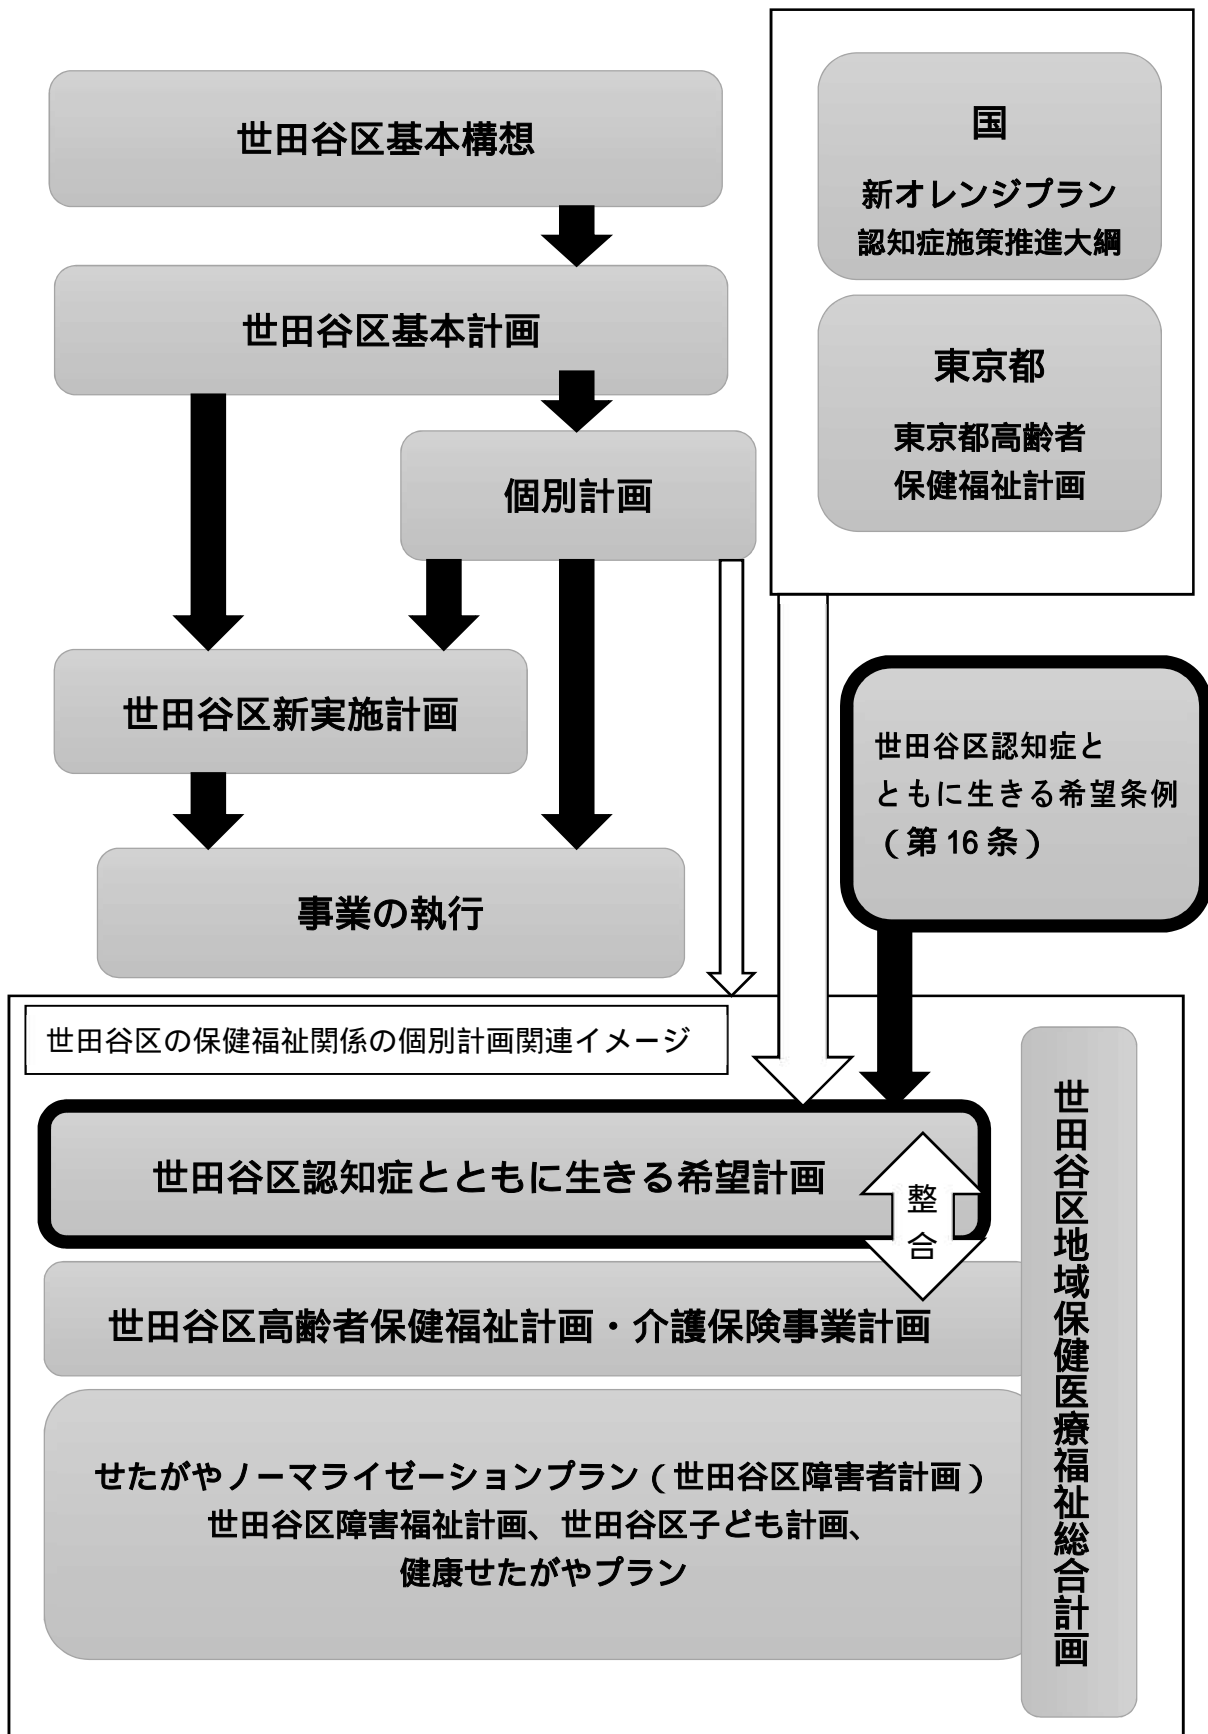 世田谷区基本構想
世田谷区基本計画
個別計画
世田谷区新実施計画
事業の執行
国
新オレンジプラン
認知症施策推進大綱
東京都
東京都高齢者
保健福祉計画
世田谷区認知症と
ともに生きる希望条例
（第16条）
世田谷区の保健福祉関係の個別計画関連イメージ
世田谷区認知症とともに生きる希望計画
整
合
世田谷区高齢者保健福祉計画・介護保険事業計画
せたがやノーマライゼーションプラン（世田谷区障害者計画）
世田谷区障害福祉計画、世田谷区子ども計画、
健康せたがやプラン
世田谷区地域保健医療福祉総合計画